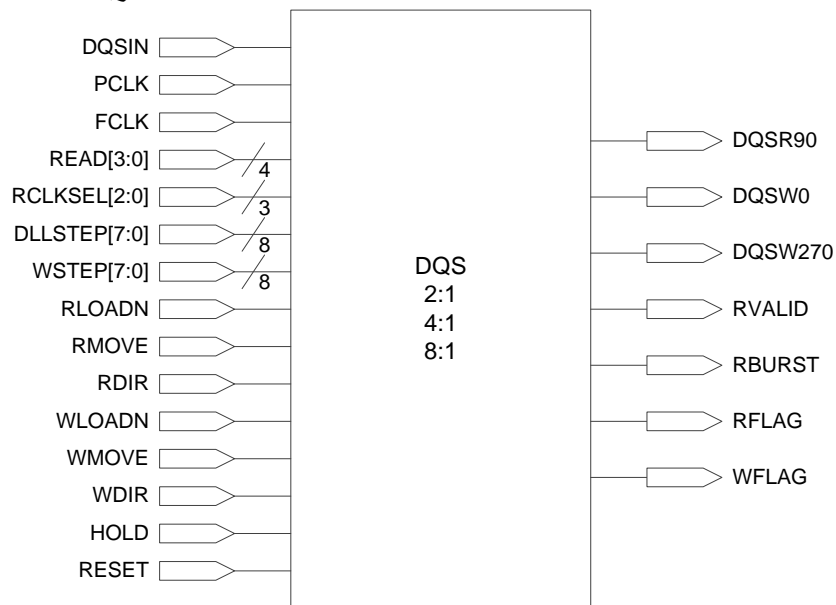 DQSIN
PCLK
FCLK
READ[3:0]
4
RCLKSEL[2:0]
3
DLLSTEP[7:0]
8
WSTEP[7:0]
8
RLOADN
RMOVE
RDIR
WLOADN
WMOVE
WDIR
HOLD
RESET
DQS
2:1
4:1
8:1
DQSR90
DQSW0
DQSW270
RVALID
RBURST
RFLAG
WFLAG